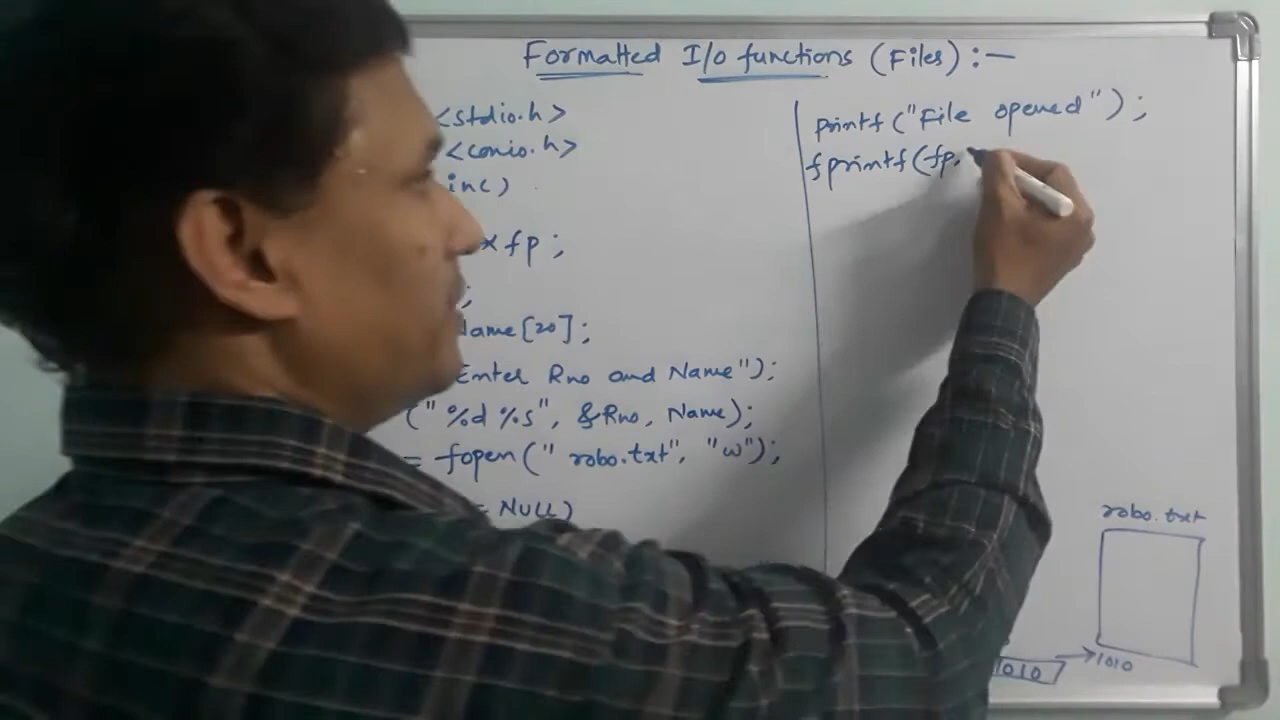 Formatted I/O functions (Files) :-
<stdio.h>
<conio.h>
inc)
*fp ;
;
Name[20];
Enter Rno and Name");
(" %d %s", &Rno, Name);
= fopen(" robo.txt", "w");
= NULL)
printf ("File opened");
fprintf(fp,
robo.txt
1010
1010